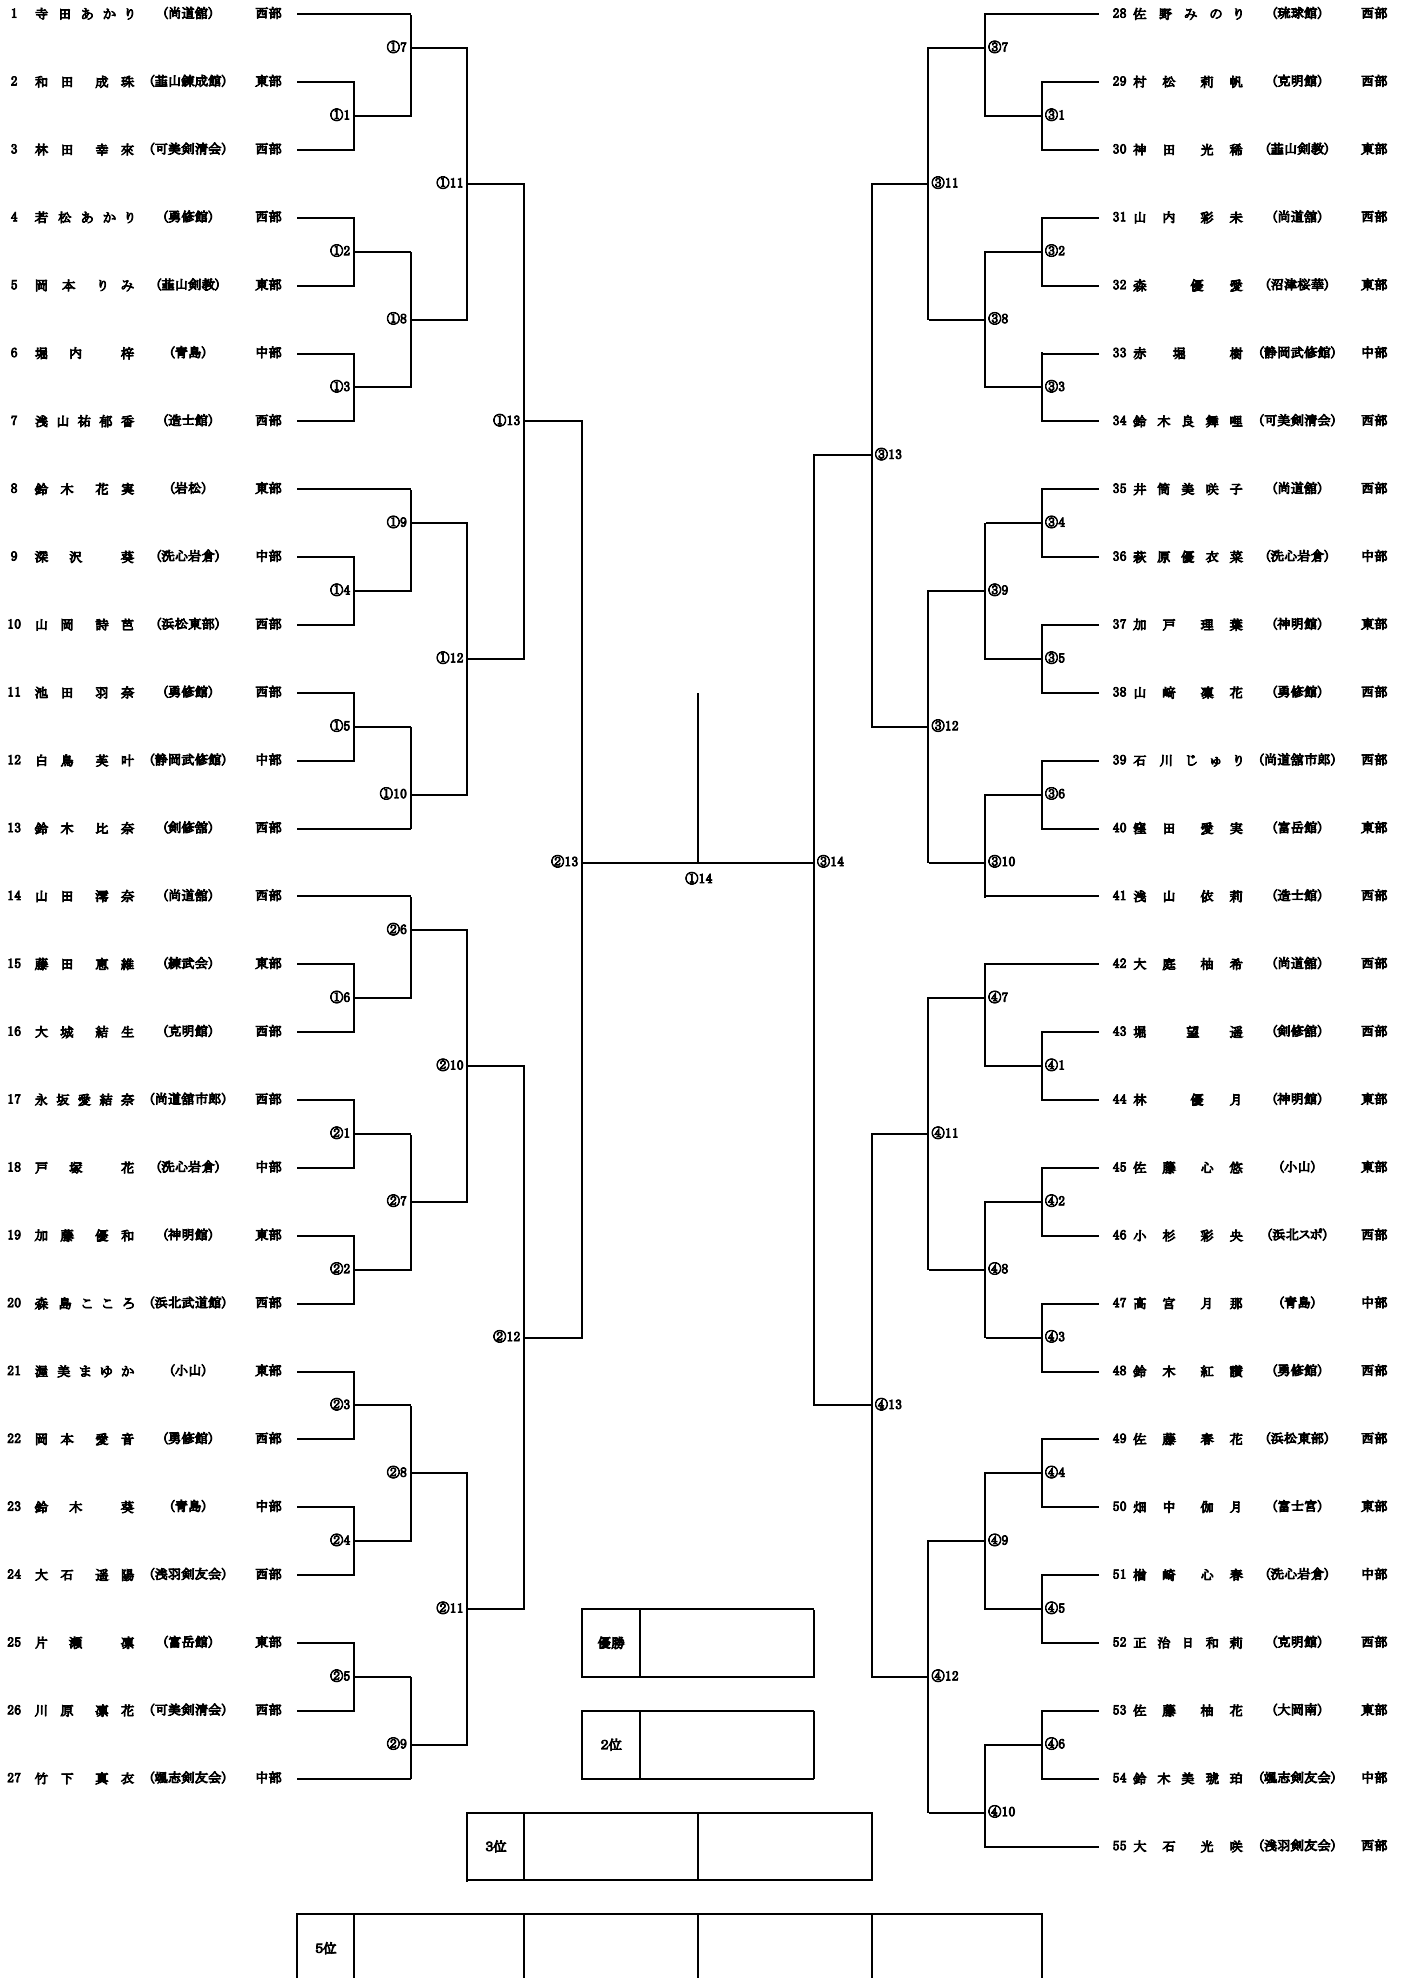 1 寺田あかり (尚道館) 西部
①7
2 和田成珠 (韮山錬成館) 東部
①1
3 林田幸來 (可美剣清会) 西部
①11
4 若松あかり (勇修館) 西部
①2
5 岡本りみ (韮山剣教) 東部
①8
6 堀内梓 (青島) 中部
①3
7 浅山祐郁香 (造士館) 西部
①13
8 鈴木花実 (岩松) 東部
①9
9 深沢葵 (洗心岩倉) 中部
①4
10 山岡詩芭 (浜松東部) 西部
①12
11 池田羽奈 (勇修館) 西部
①5
12 白鳥芙叶 (静岡武修館) 中部
①10
13 鈴木比奈 (剣修舘) 西部
②13
14 山田澪奈 (尚道館) 西部
②6
15 藤田恵維 (練武会) 東部
①6
16 大城結生 (克明館) 西部
②10
17 永坂愛結奈 (尚道舘市郎) 西部
②1
18 戸塚花 (洗心岩倉) 中部
②7
19 加藤優和 (神明館) 東部
②2
20 森島こころ (浜北武道館) 西部
②12
21 渥美まゆか (小山) 東部
②3
22 岡本愛音 (勇修館) 西部
②8
23 鈴木葵 (青島) 中部
②4
24 大石遥陽 (浅羽剣友会) 西部
②11
25 片瀬凛 (富岳館) 東部
②5
26 川原凛花 (可美剣清会) 西部
②9
27 竹下真衣 (颯志剣友会) 中部
①14
28 佐野みのり (琉球館) 西部
③7
29 村松莉帆 (克明館) 西部
③1
30 神田光稀 (韮山剣教) 東部
③11
31 山内彩未 (尚道舘) 西部
③2
32 森優愛 (沼津桜華) 東部
③8
33 赤堀樹 (静岡武修館) 中部
③3
34 鈴木良舞哩 (可美剣清会) 西部
③13
35 井筒美咲子 (尚道舘) 西部
③4
36 萩原優衣菜 (洗心岩倉) 中部
③9
37 加戸理葉 (神明館) 東部
③5
38 山﨑凛花 (勇修館) 西部
③12
39 石川じゅり (尚道舘市郎) 西部
③6
40 窪田愛実 (富岳館) 東部
③14
③10
41 浅山依莉 (造士館) 西部
42 大庭柚希 (尚道舘) 西部
④7
43 堀望遥 (剣修舘) 西部
④1
44 林優月 (神明館) 東部
④11
45 佐藤心悠 (小山) 東部
④2
46 小杉彩央 (浜北スポ) 西部
④8
47 髙宮月那 (青島) 中部
④3
48 鈴木紅讃 (勇修館) 西部
④13
49 佐藤春花 (浜松東部) 西部
④4
50 畑中伽月 (富士宮) 東部
④9
51 楢﨑心春 (洗心岩倉) 中部
④5
52 正治日和莉 (克明館) 西部
④12
53 佐藤柚花 (大岡南) 東部
④6
54 鈴木美琥珀 (颯志剣友会) 中部
④10
55 大石光咲 (浅羽剣友会) 西部
優勝
2位
3位
5位